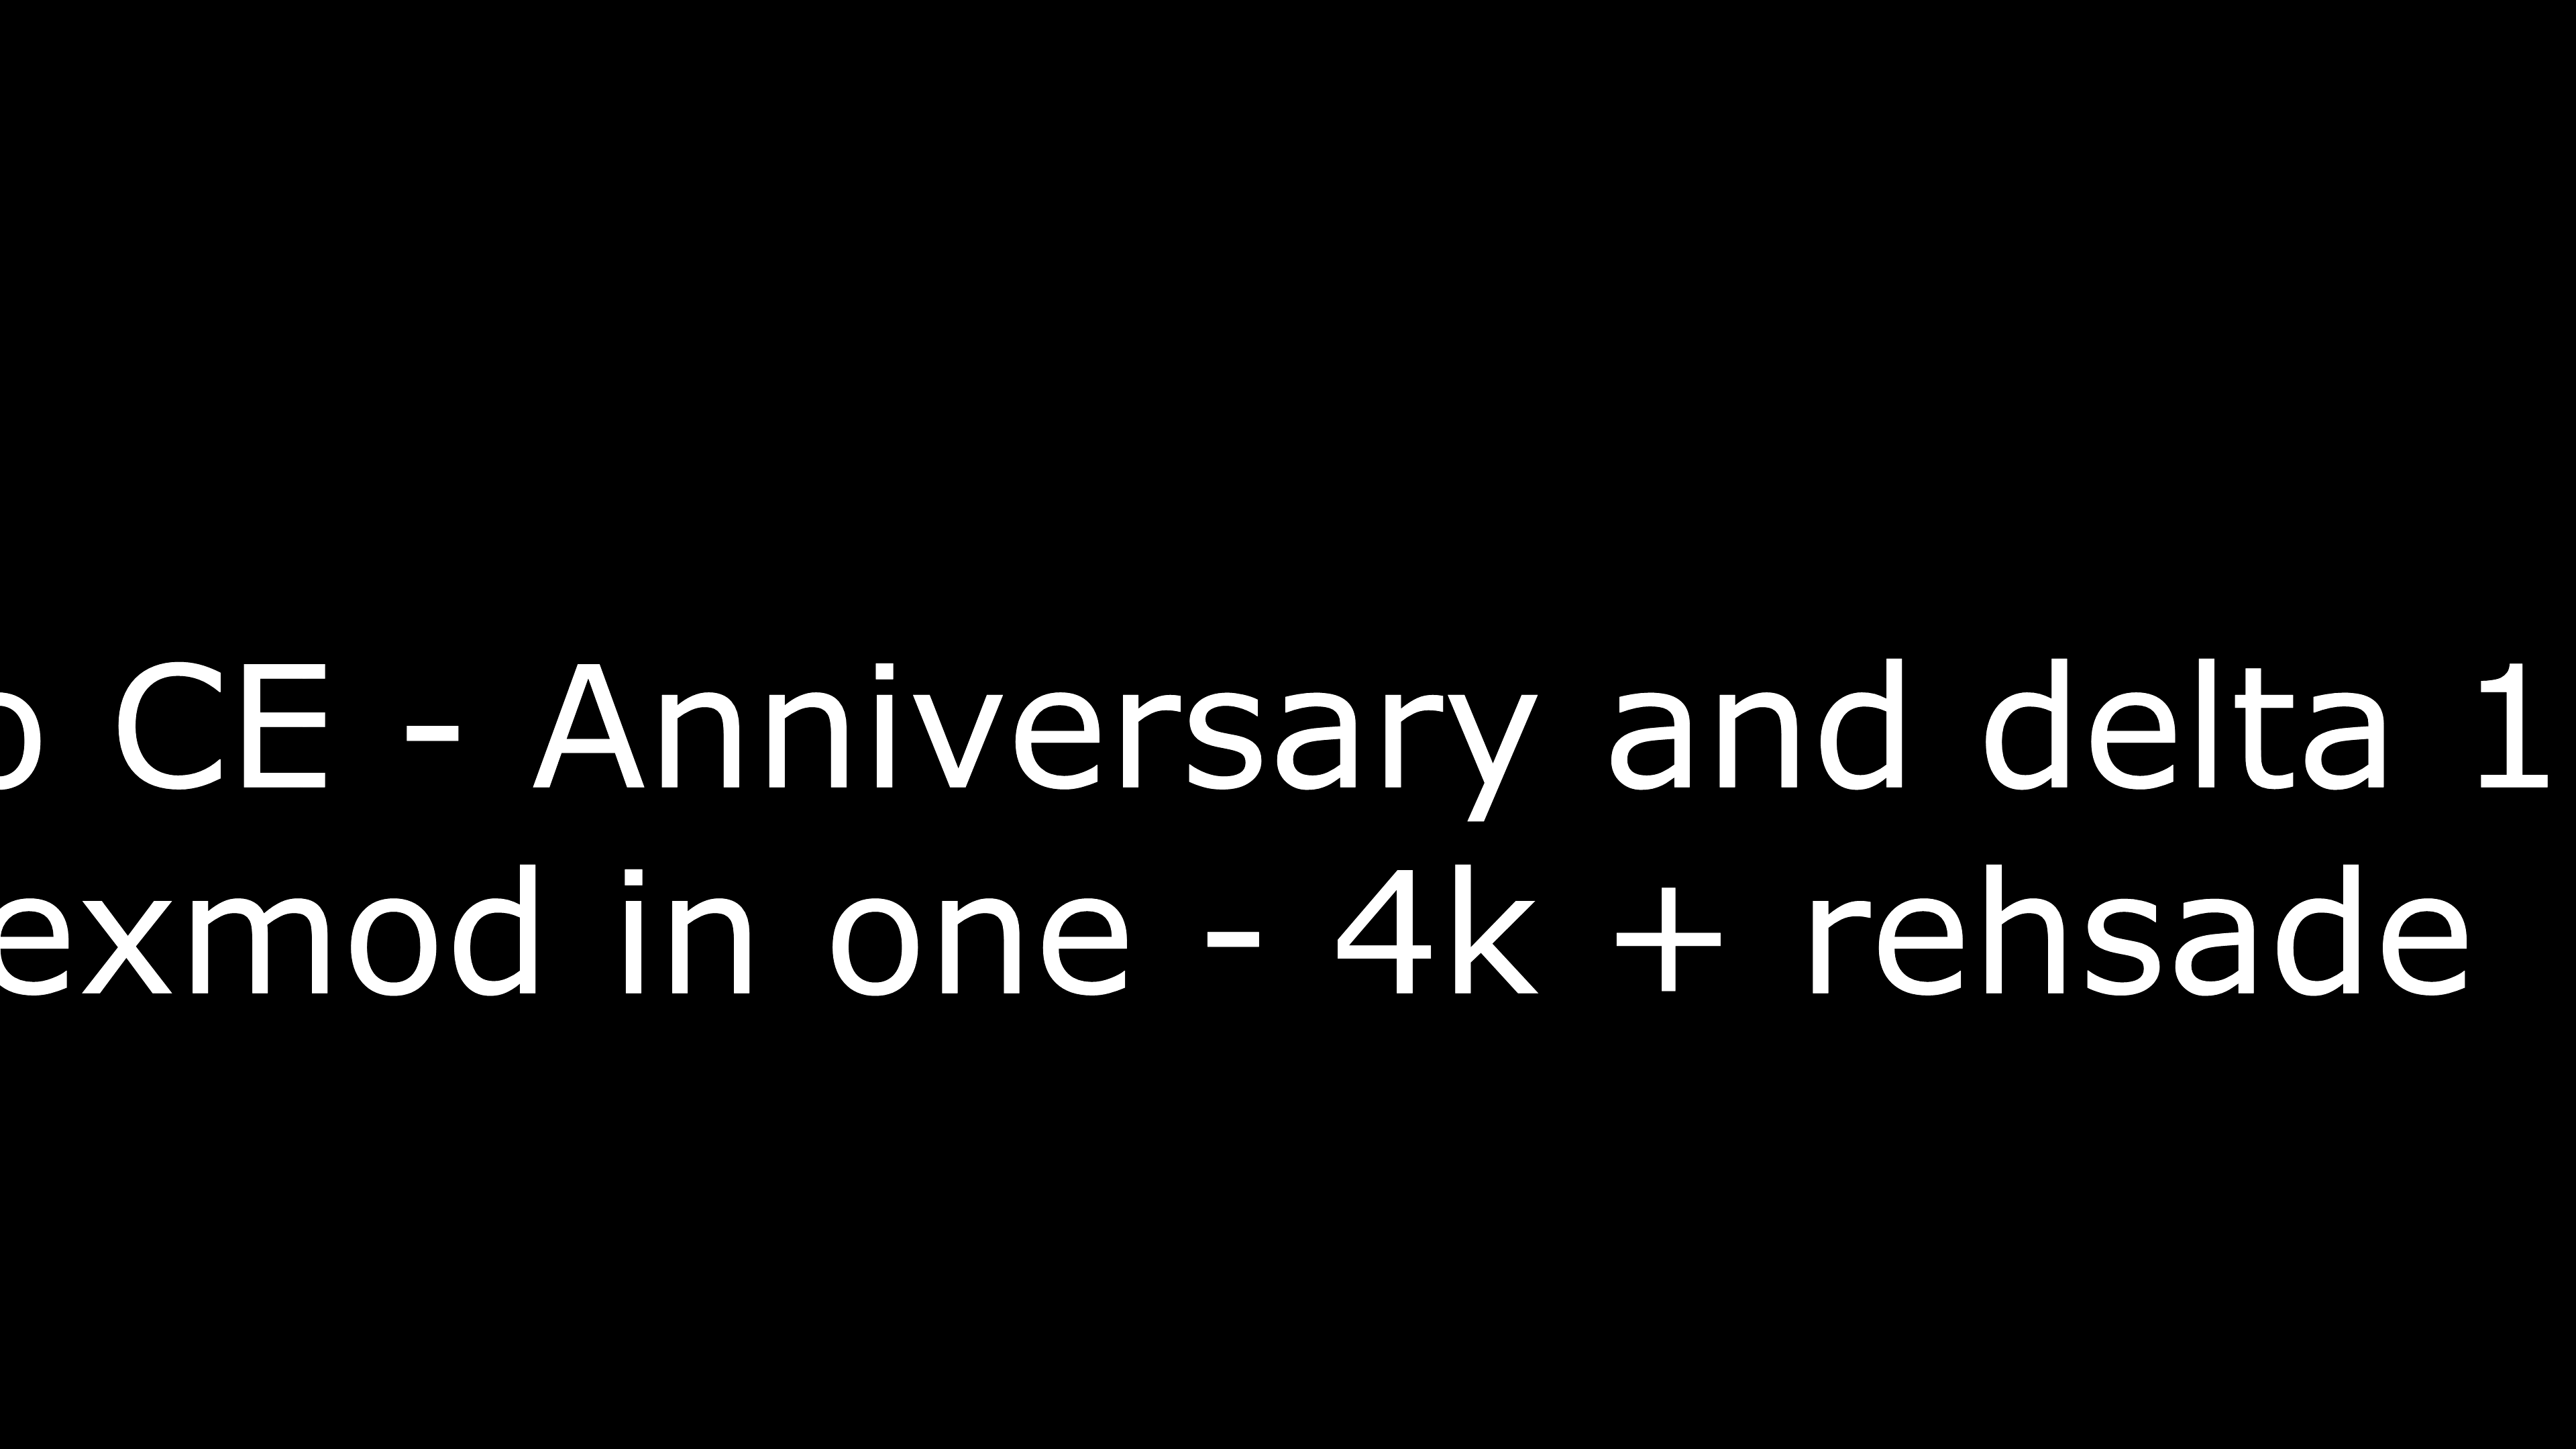 o CE - Anniversary and delta 1
exmod in one - 4k + rehsade